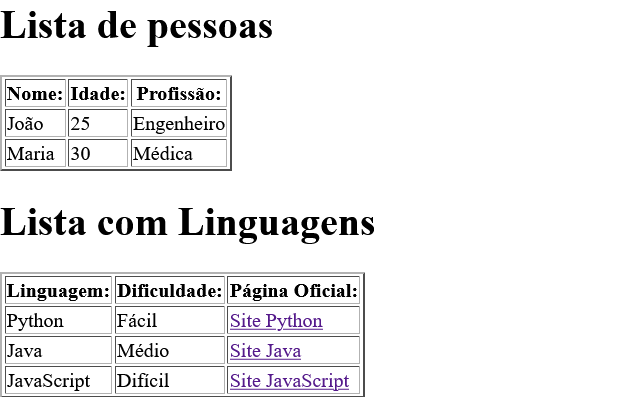 Lista de pessoas
Nome: Idade: Profissão:
João 25 Engenheiro
Maria 30 Médica
Lista com Linguagens
Linguagem: Dificuldade: Página Oficial:
Python Fácil Site Python
Java Médio Site Java
JavaScript Difícil Site JavaScript